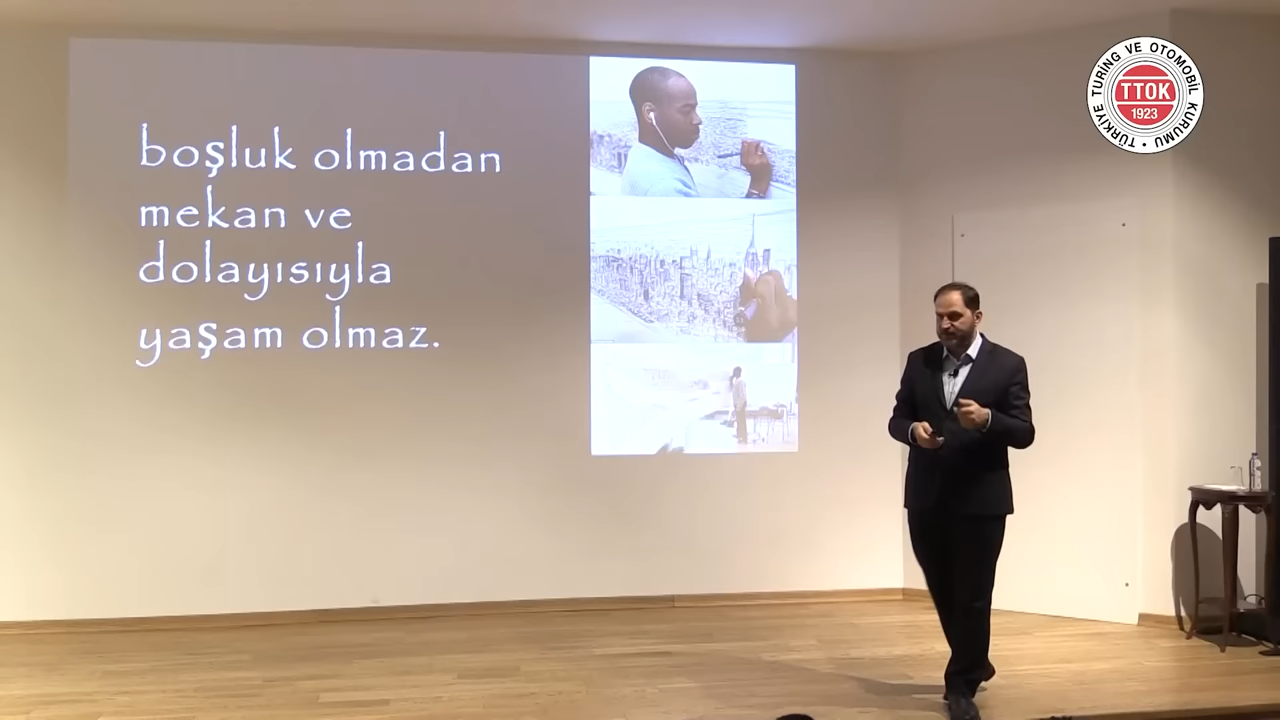 boşluk olmadan
mekan ve
dolayısıyla
yaşam olmaz.
TÜRKİYE TURİNG VE OTOMOBİL KURUMU
TTOK
1923